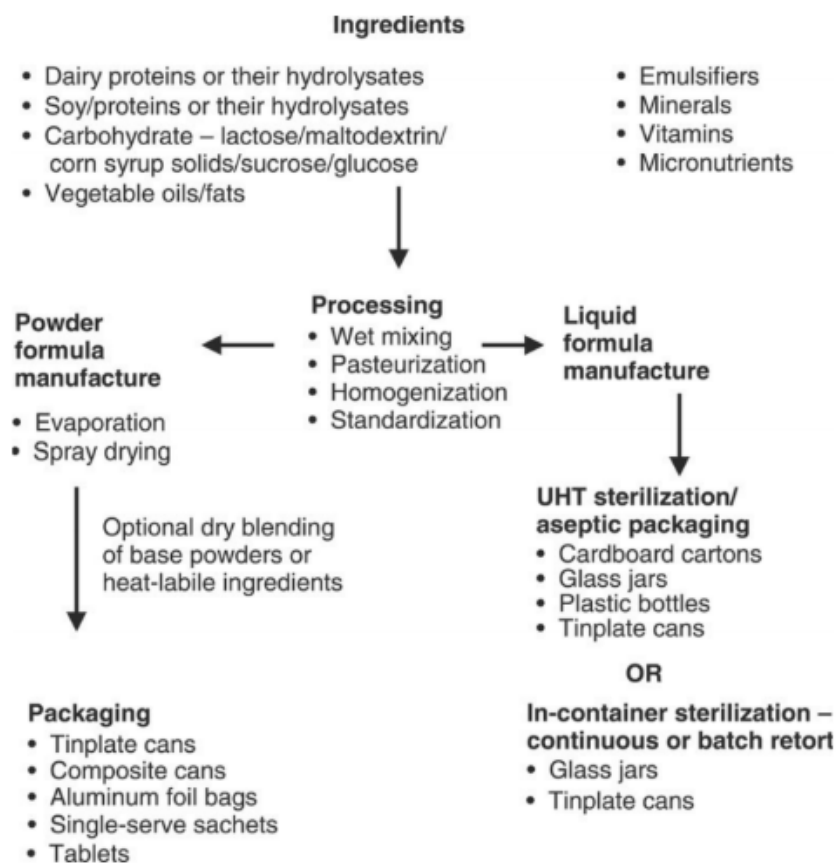 Ingredients
• Dairy proteins or their hydrolysates
• Soy/proteins or their hydrolysates
• Carbohydrate – lactose/maltodextrin/
corn syrup solids/sucrose/glucose
• Vegetable oils/fats
• Emulsifiers
• Minerals
• Vitamins
• Micronutrients
Processing
• Wet mixing
• Pasteurization
• Homogenization
• Standardization
Powder
formula
manufacture
• Evaporation
• Spray drying
Optional dry blending
of base powders or
heat-labile ingredients
Packaging
• Tinplate cans
• Composite cans
• Aluminum foil bags
• Single-serve sachets
• Tablets
Liquid
formula
manufacture
UHT sterilization/
aseptic packaging
• Cardboard cartons
• Glass jars
• Plastic bottles
• Tinplate cans
OR
In-container sterilization –
continuous or batch retort
• Glass jars
• Tinplate cans